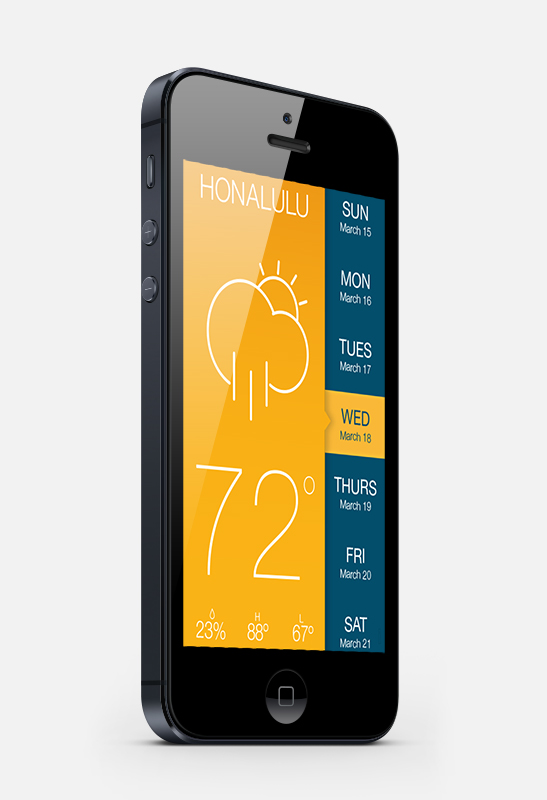 HONALULU
72°
23%
H
88°
L
67°
SUN
March 15
MON
March 16
TUES
March 17
WED
March 18
THURS
March 19
FRI
March 20
SAT
March 21